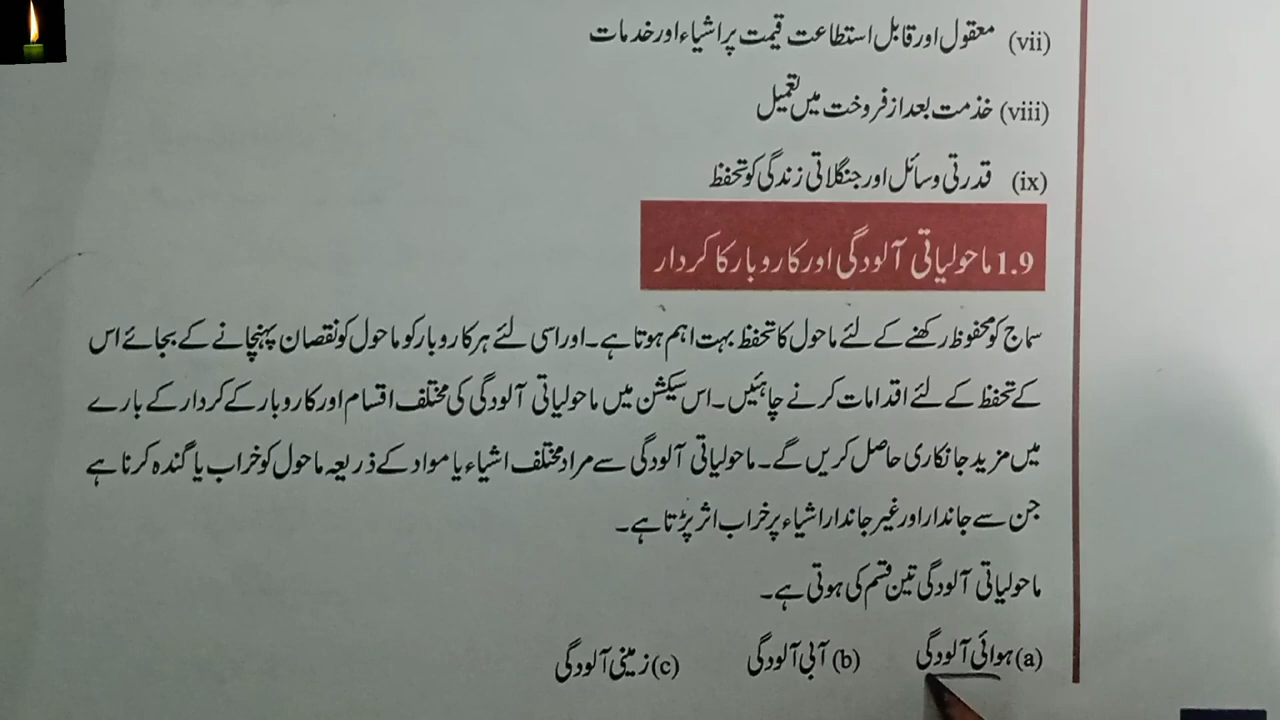 (vii) معقول اور قابل استطاعت قیمت پر اشیاء اور خدمات
(viii) خذمت بعد از فروخت میں تعمیل
(ix) قدرتی وسائل اور جنگلاتی زندگی کو تحفظ
1.9 ماحولیاتی آلودگی اور کاروبار کا کردار
سماج کو محفوظ رکھنے کے لئے ماحول کا تحفظ بہت اہم ہوتا ہے۔ اور اسی لئے ہر کاروبار کو ماحول کو نقصان پہنچانے کے بجائے اس
کے تحفظ کے لئے اقدامات کرنے چاہئیں۔ اس سیکشن میں ماحولیاتی آلودگی کی مختلف اقسام اور کاروبار کے کردار کے بارے
میں مزید جانکاری حاصل کریں گے۔ ماحولیاتی آلودگی سے مراد مختلف اشیاء یا مواد کے ذریعہ ماحول کو خراب یا گندہ کرنا ہے
جن سے جاندار اور غیر جاندار اشیاء پر خراب اثر پڑتا ہے۔
ماحولیاتی آلودگی تین قسم کی ہوتی ہے۔
(a) ہوائی آلودگی (b) آبی آلودگی (c) زمینی آلودگی